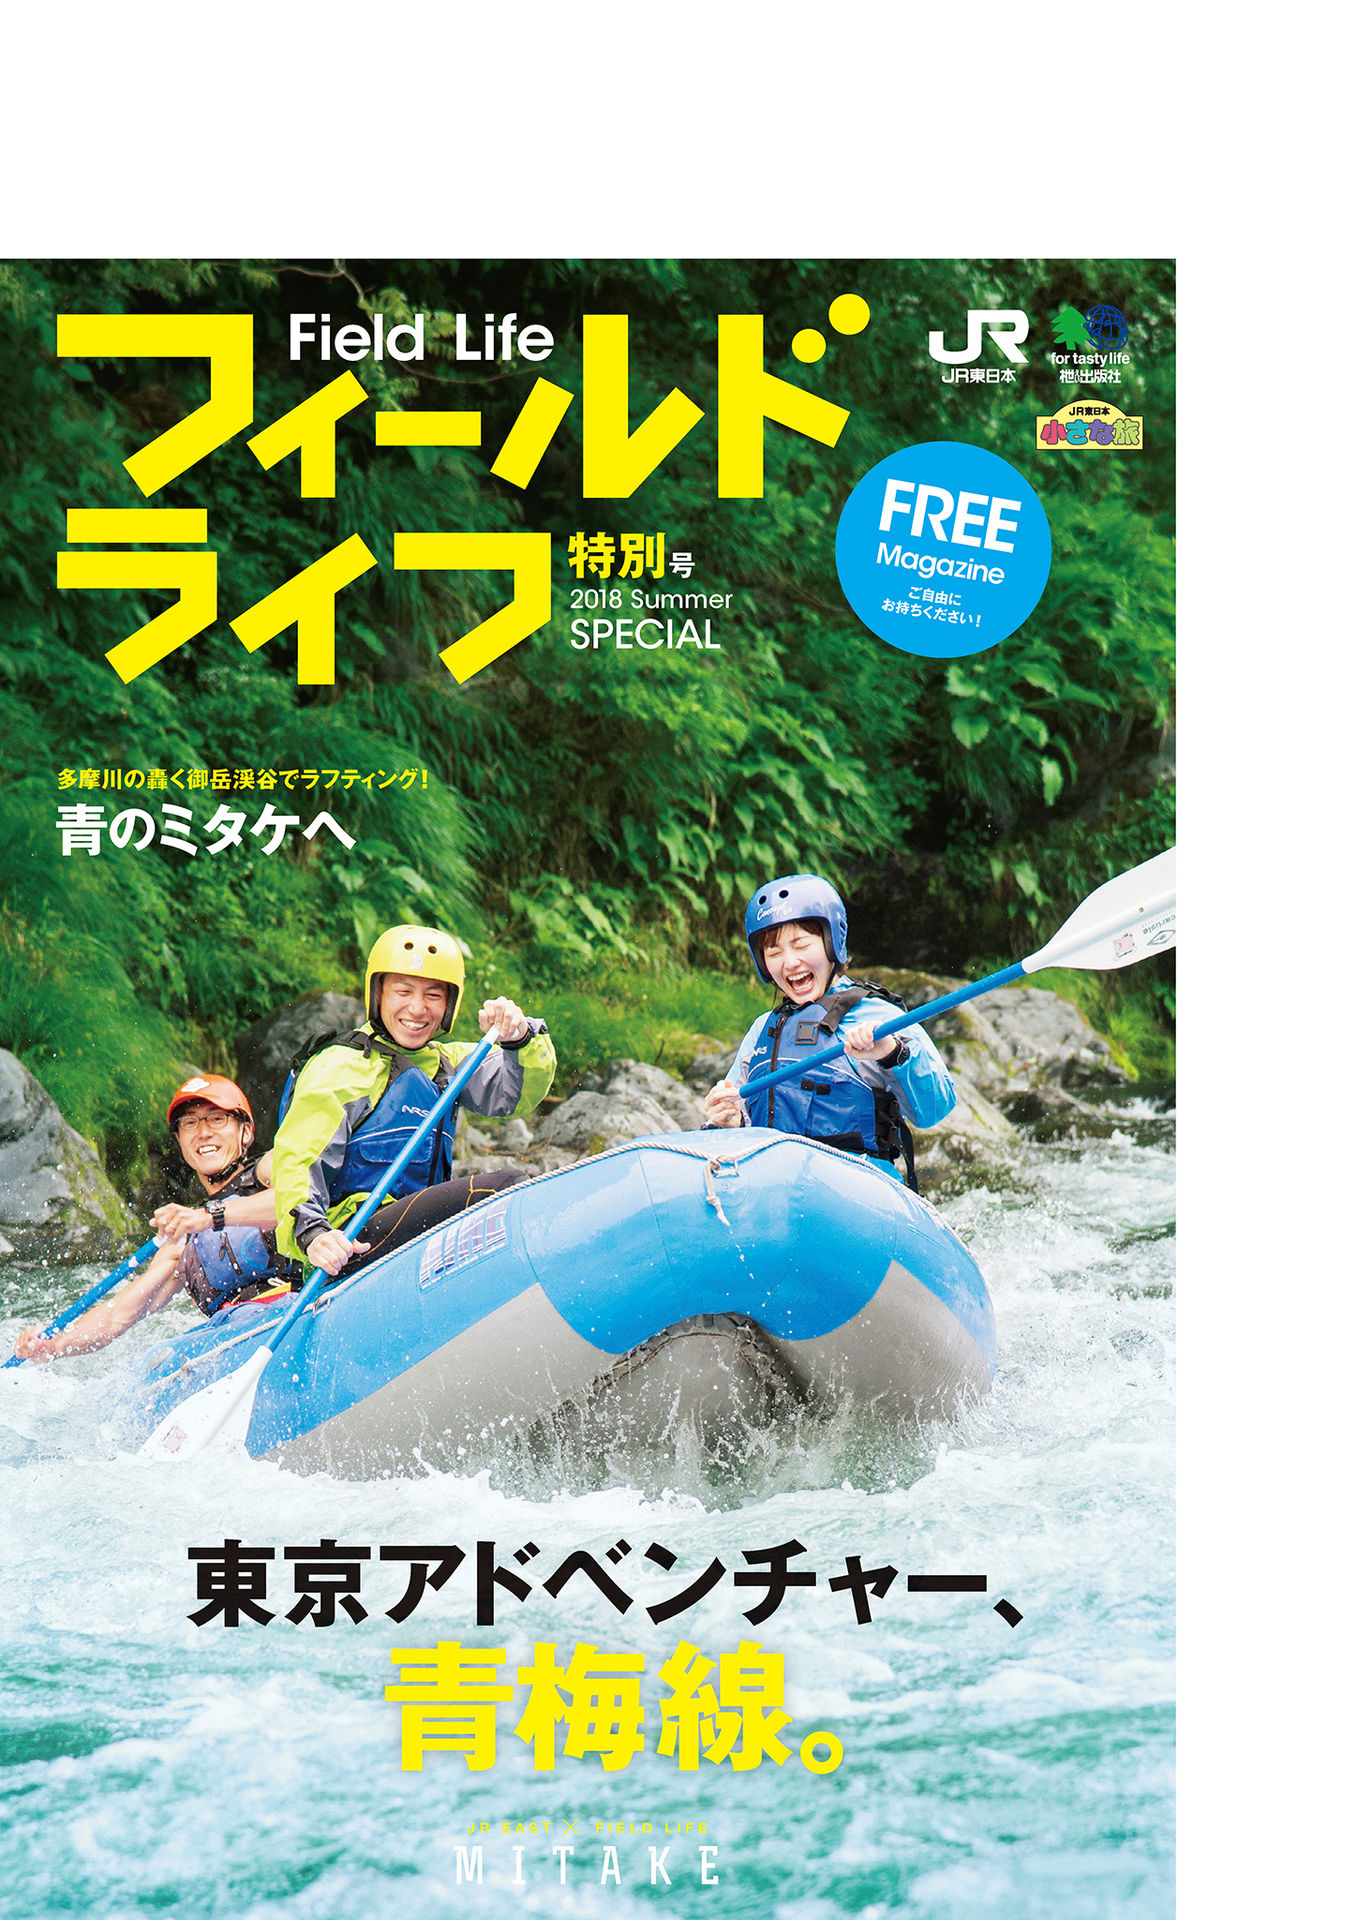 Field Life
フィールド
ライフ
特別号
2018 Summer
SPECIAL
JR
JR東日本
for tasty life
枻出版社
JR東日本
小さな旅
FREE
Magazine
ご自由に
お持ちください!
多摩川の轟く御岳渓谷でラフティング!
青のミタケへ
NRS
carlisle
東京アドベンチャー、
青梅線。
JR EAST × FIELD LIFE
MITAKE